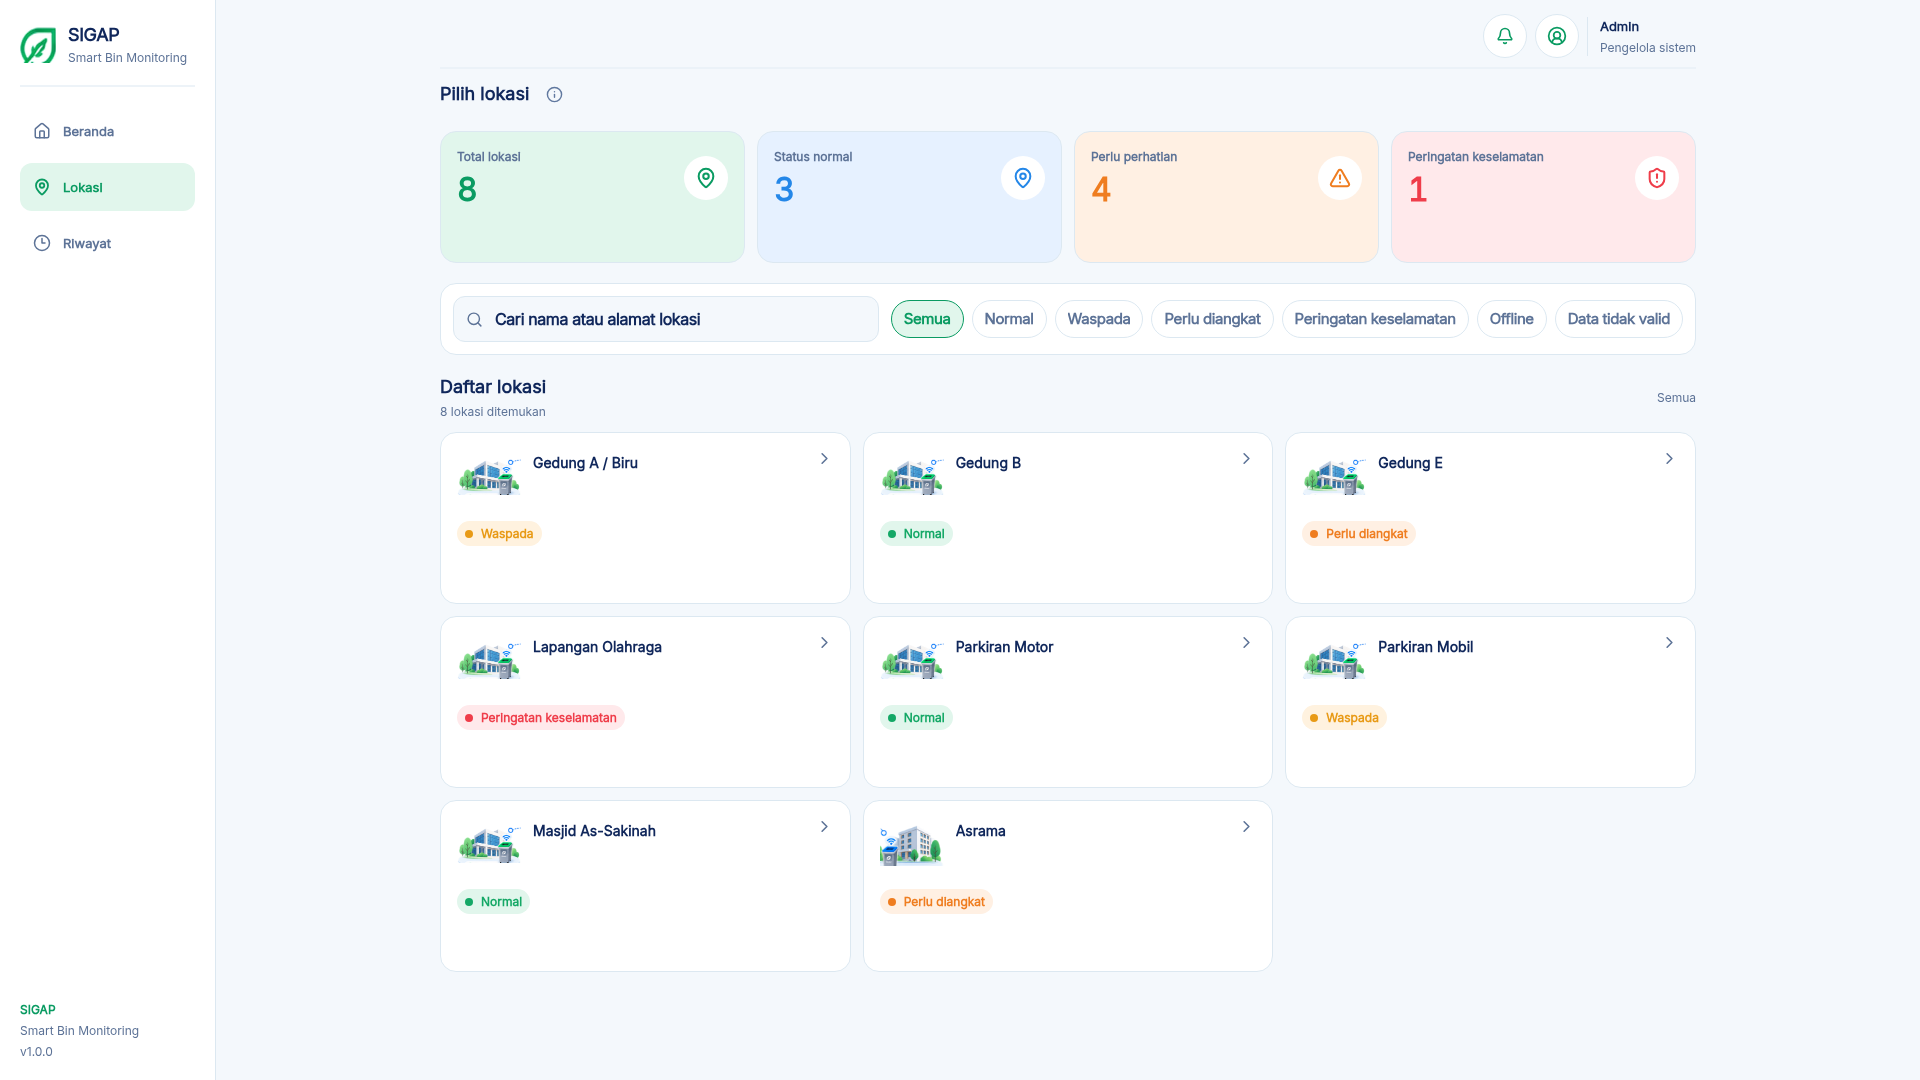 SIGAP
Smart Bin Monitoring
Beranda
Lokasi
Riwayat
SIGAP
Smart Bin Monitoring
v1.0.0
Admin
Pengelola sistem
Pilih lokasi
Total lokasi
8
Status normal
3
Perlu perhatian
4
Peringatan keselamatan
1
Cari nama atau alamat lokasi
Semua
Normal
Waspada
Perlu diangkat
Peringatan keselamatan
Offline
Data tidak valid
Daftar lokasi
8 lokasi ditemukan
Semua
Gedung A / Biru
Waspada
Gedung B
Normal
Gedung E
Perlu diangkat
Lapangan Olahraga
Peringatan keselamatan
Parkiran Motor
Normal
Parkiran Mobil
Waspada
Masjid As-Sakinah
Normal
Asrama
Perlu diangkat